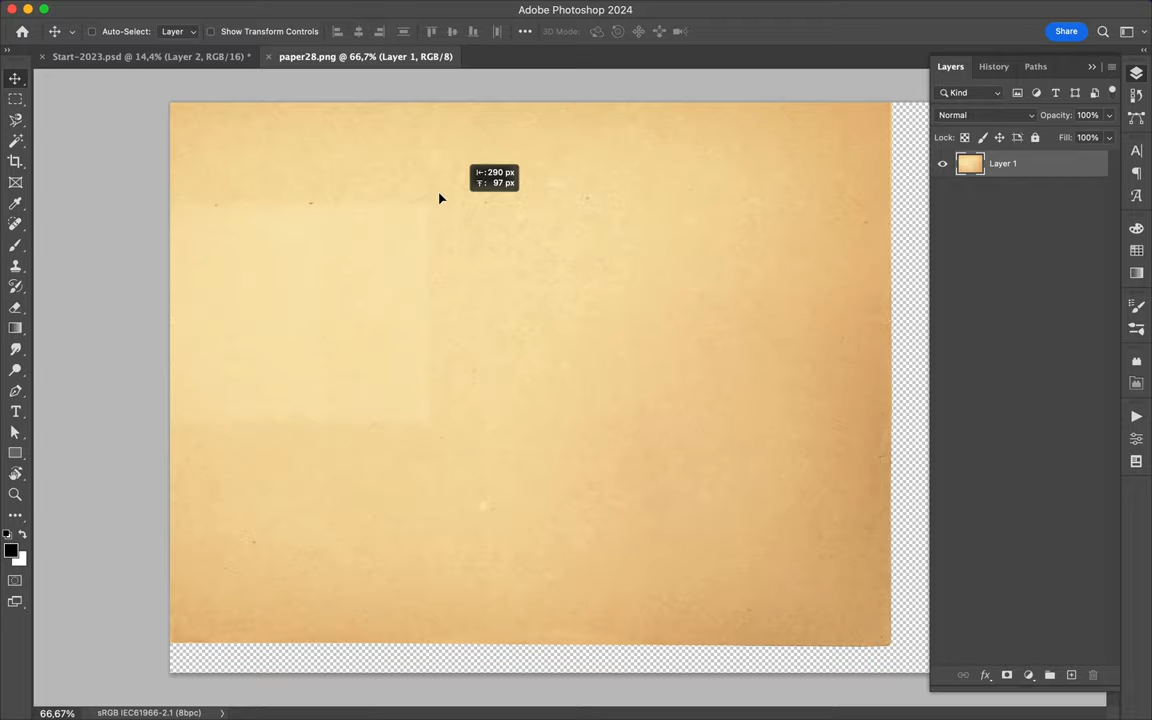 Adobe Photoshop 2024
Auto-Select: Layer Show Transform Controls 3D Mode: Share
Start-2023.psd @ 14,4% (Layer 2, RGB/16) * paper28.png @ 66,7% (Layer 1, RGB/8)
Layers History Paths
Kind
Normal Opacity: 100%
Lock: Fill: 100%
Layer 1
290 px
97 px
66,67% sRGB IEC61966-2.1 (8bpc)